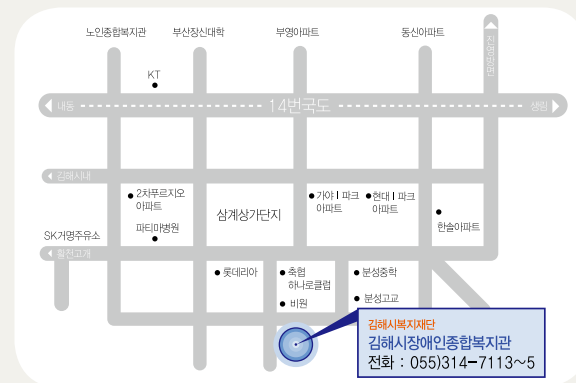 노인종합복지관
부산장신대학
부영아파트
동신아파트
진영방면
KT
내동
14번국도
생림
김해시내
2차푸르지오
아파트
파티마병원
삼계상가단지
가야 I 파크
아파트
현대 I 파크
아파트
한솔아파트
SK거명주유소
활천고개
롯데리아
축협
하나로클럽
비원
분성중학
분성고교
김해시복지재단
김해시장애인종합복지관
전화 : 055)314-7113~5